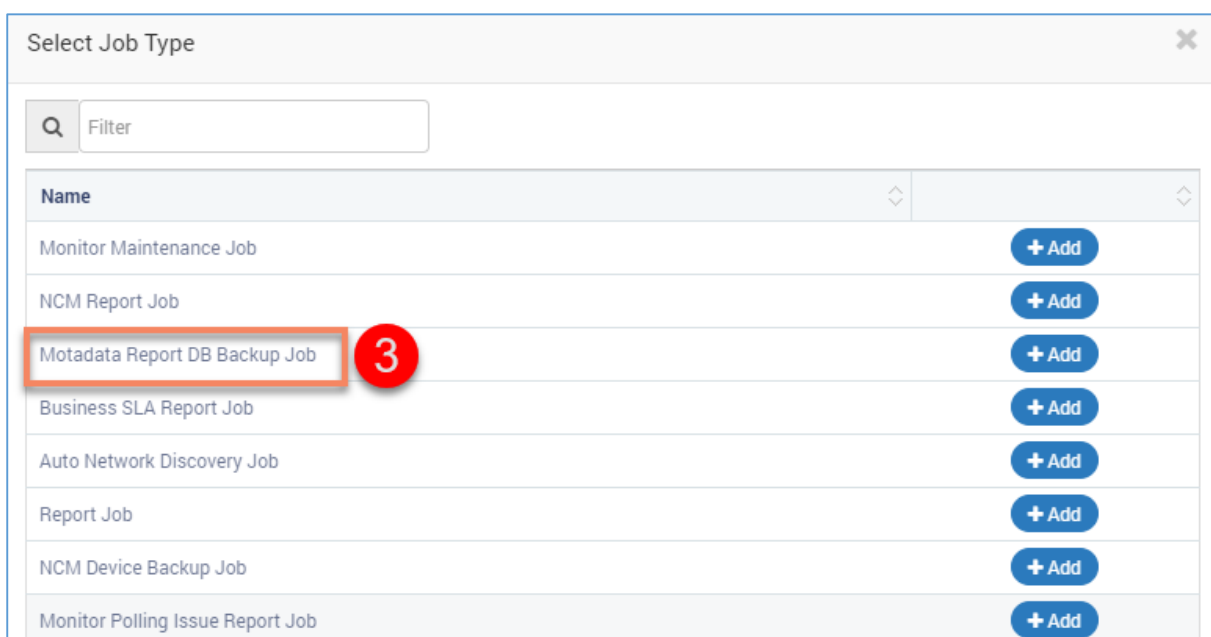 Select Job Type
Filter
Name
Monitor Maintenance Job + Add
NCM Report Job + Add
Motadata Report DB Backup Job 3 + Add
Business SLA Report Job + Add
Auto Network Discovery Job + Add
Report Job + Add
NCM Device Backup Job + Add
Monitor Polling Issue Report Job + Add